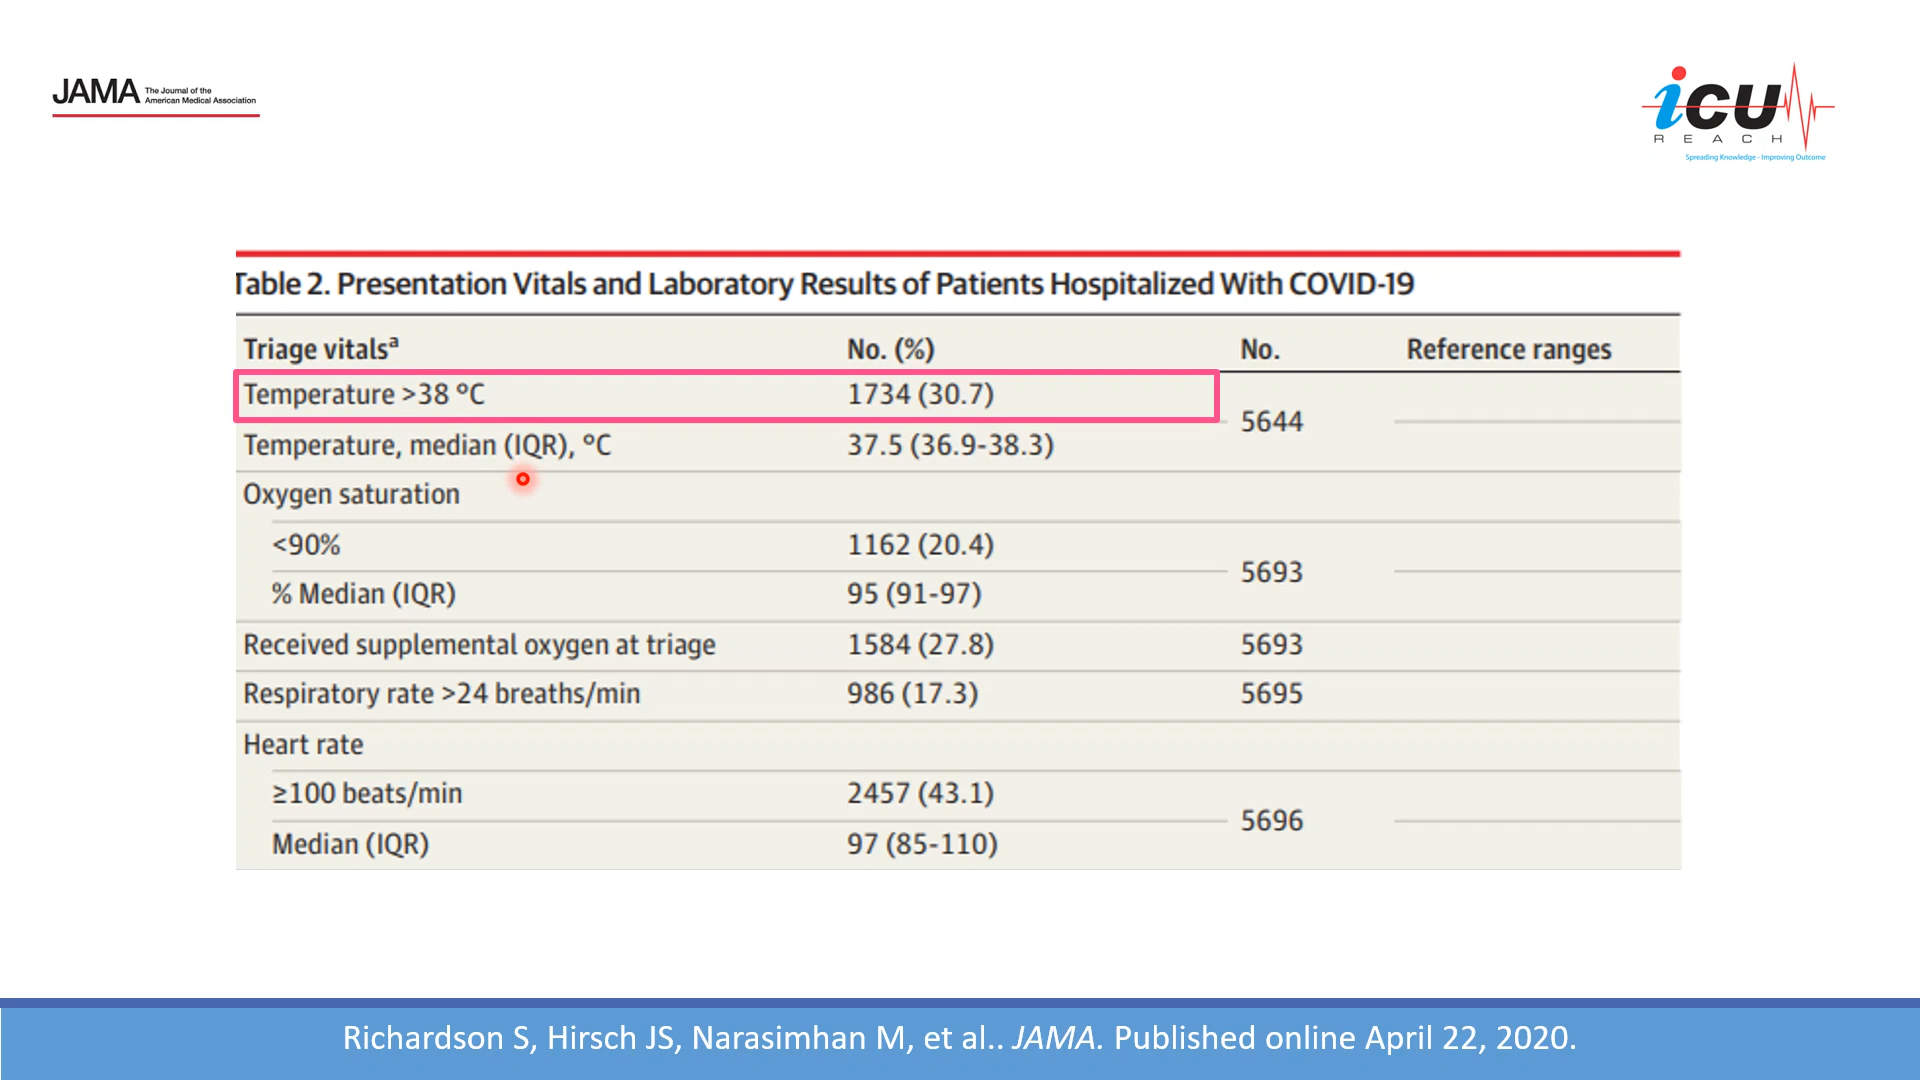 JAMA The Journal of the
American Medical Association
icu
REACH
Spreading Knowledge - Improving Outcome
Table 2. Presentation Vitals and Laboratory Results of Patients Hospitalized With COVID-19
Triage vitalsª No. (%) No. Reference ranges
Temperature >38 °C 1734 (30.7)
5644
Temperature, median (IQR), °C 37.5 (36.9-38.3)
Oxygen saturation
<90% 1162 (20.4)
5693
% Median (IQR) 95 (91-97)
Received supplemental oxygen at triage 1584 (27.8) 5693
Respiratory rate >24 breaths/min 986 (17.3) 5695
Heart rate
≥100 beats/min 2457 (43.1)
5696
Median (IQR) 97 (85-110)
Richardson S, Hirsch JS, Narasimhan M, et al.. JAMA. Published online April 22, 2020.